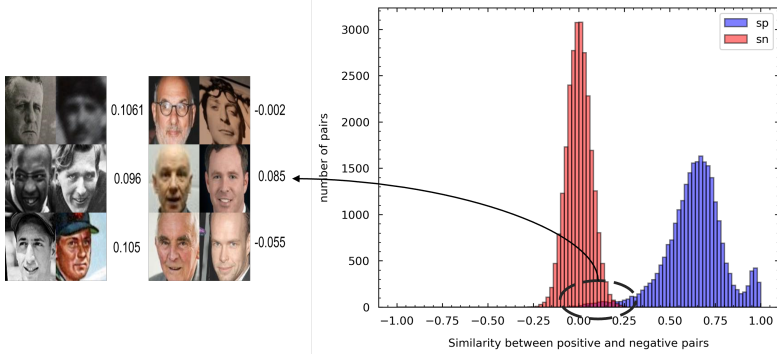 0.1061
-0.002
0.096
0.085
0.105
-0.055
number of pairs
3000
2500
2000
1500
1000
500
0
sp
sn
−1.00 −0.75 −0.50 −0.25 0.00 0.25 0.50 0.75 1.00
Similarity between positive and negative pairs